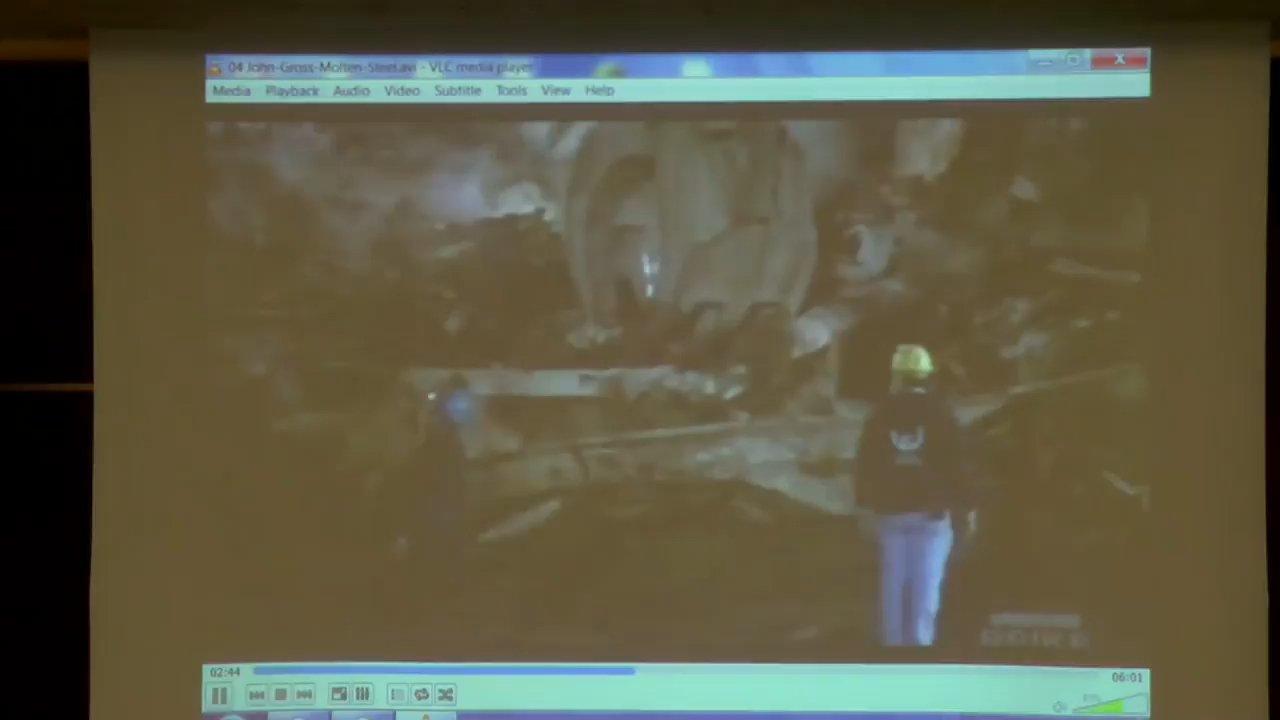 04 John-Gross-Molten-Steel.avi - VLC media player
Media Playback Audio Video Subtitle Tools View Help
02:44
06:01